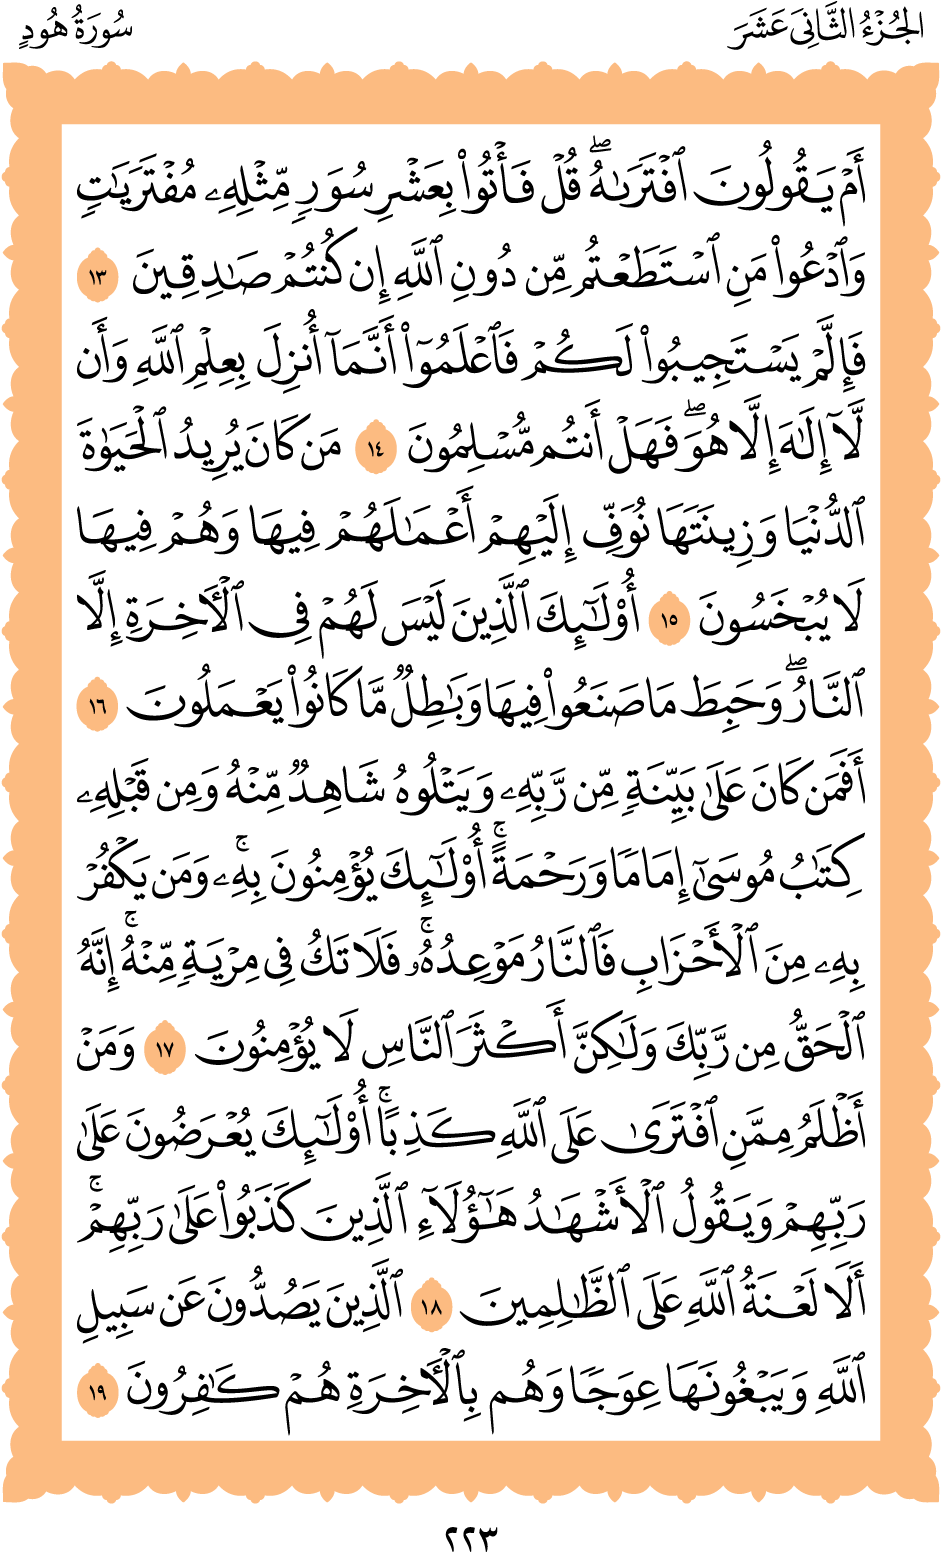 الجُزْءُ الثَّانِيَ عَشَرَ
سُورَةُ هُودٍ
أَمْ يَقُولُونَ ٱفْتَرَىٰهُۖ قُلْ فَأْتُوا۟ بِعَشْرِ سُوَرٍ مِّثْلِهِۦ مُفْتَرَيَـٰتٍ
وَٱدْعُوا۟ مَنِ ٱسْتَطَعْتُم مِّن دُونِ ٱللَّهِ إِن كُنتُمْ صَـٰدِقِينَ ١٣
فَإِلَّمْ يَسْتَجِيبُوا۟ لَكُمْ فَٱعْلَمُوٓا۟ أَنَّمَآ أُنزِلَ بِعِلْمِ ٱللَّهِ وَأَن
لَّآ إِلَـٰهَ إِلَّا هُوَۖ فَهَلْ أَنتُم مُّسْلِمُونَ ١٤ مَن كَانَ يُرِيدُ ٱلْحَيَوٰةَ
ٱلدُّنْيَا وَزِينَتَهَا نُوَفِّ إِلَيْهِمْ أَعْمَـٰلَهُمْ فِيهَا وَهُمْ فِيهَا
لَا يُبْخَسُونَ ١٥ أُو۟لَـٰٓئِكَ ٱلَّذِينَ لَيْسَ لَهُمْ فِى ٱلْـَٔاخِرَةِ إِلَّا
ٱلنَّارُۖ وَحَبِطَ مَا صَنَعُوا۟ فِيهَا وَبَـٰطِلٌ مَّا كَانُوا۟ يَعْمَلُونَ ١٦
أَفَمَن كَانَ عَلَىٰ بَيِّنَةٍ مِّن رَّبِّهِۦ وَيَتْلُوهُ شَاهِدٌ مِّنْهُ وَمِن قَبْلِهِۦ
كِتَـٰبُ مُوسَىٰٓ إِمَامًا وَرَحْمَةًۚ أُو۟لَـٰٓئِكَ يُؤْمِنُونَ بِهِۦۚ وَمَن يَكْفُرْ
بِهِۦ مِنَ ٱلْأَحْزَابِ فَٱلنَّارُ مَوْعِدُهُۥۚ فَلَا تَكُ فِى مِرْيَةٍ مِّنْهُۚ إِنَّهُ
ٱلْحَقُّ مِن رَّبِّكَ وَلَـٰكِنَّ أَكْثَرَ ٱلنَّاسِ لَا يُؤْمِنُونَ ١٧ وَمَنْ
أَظْلَمُ مِمَّنِ ٱفْتَرَىٰ عَلَى ٱللَّهِ كَذِبًاۚ أُو۟لَـٰٓئِكَ يُعْرَضُونَ عَلَىٰ
رَبِّهِمْ وَيَقُولُ ٱلْأَشْهَـٰدُ هَـٰٓؤُلَآءِ ٱلَّذِينَ كَذَبُوا۟ عَلَىٰ رَبِّهِمْۚ
أَلَا لَعْنَةُ ٱللَّهِ عَلَى ٱلظَّـٰلِمِينَ ١٨ ٱلَّذِينَ يَصُدُّونَ عَن سَبِيلِ
ٱللَّهِ وَيَبْغُونَهَا عِوَجًا وَهُم بِٱلْـَٔاخِرَةِ هُمْ كَـٰفِرُونَ ١٩
٢٢٣